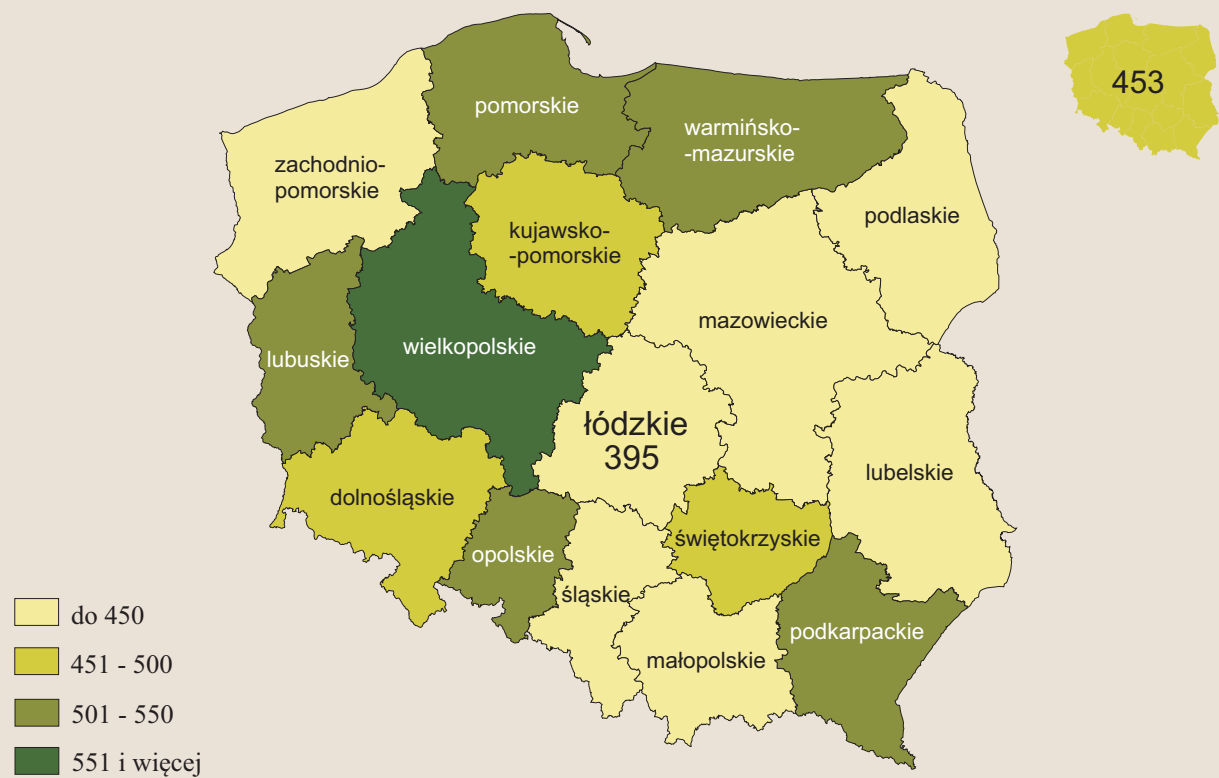 453
pomorskie
warmińsko-
-mazurskie
zachodnio-
pomorskie
podlaskie
kujawsko-
-pomorskie
mazowieckie
wielkopolskie
lubuskie
łódzkie
395
lubelskie
dolnośląskie
świętokrzyskie
opolskie
śląskie
podkarpackie
małopolskie
do 450
451 - 500
501 - 550
551 i więcej